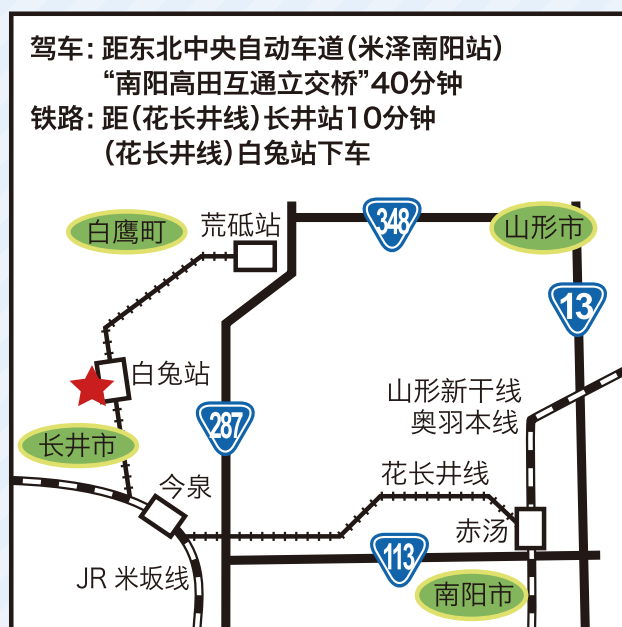 驾车: 距东北中央自动车道(米泽南阳站)
“南阳高田互通立交桥”40分钟
铁路: 距(花长井线)长井站10分钟
(花长井线)白兔站下车
荒砥站
348
白鹰町
山形市
13
白兔站
山形新干线
奥羽本线
287
长井市
花长井线
今泉
赤汤
113
JR 米坂线
南阳市